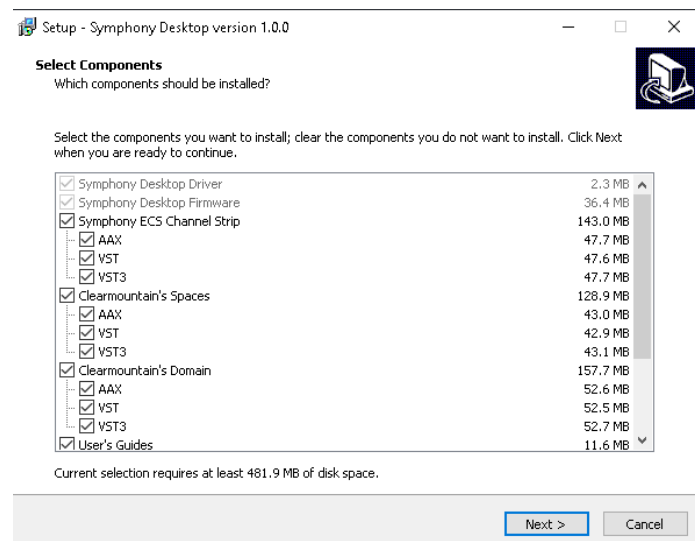 Setup - Symphony Desktop version 1.0.0
Select Components
Which components should be installed?
Select the components you want to install; clear the components you do not want to install. Click Next
when you are ready to continue.
Symphony Desktop Driver 2.3 MB
Symphony Desktop Firmware 36.4 MB
Symphony ECS Channel Strip 143.0 MB
AAX 47.7 MB
VST 47.6 MB
VST3 47.7 MB
Clearmountain's Spaces 128.9 MB
AAX 43.0 MB
VST 42.9 MB
VST3 43.1 MB
Clearmountain's Domain 157.7 MB
AAX 52.6 MB
VST 52.5 MB
VST3 52.7 MB
User's Guides 11.6 MB
Current selection requires at least 481.9 MB of disk space.
Next > Cancel